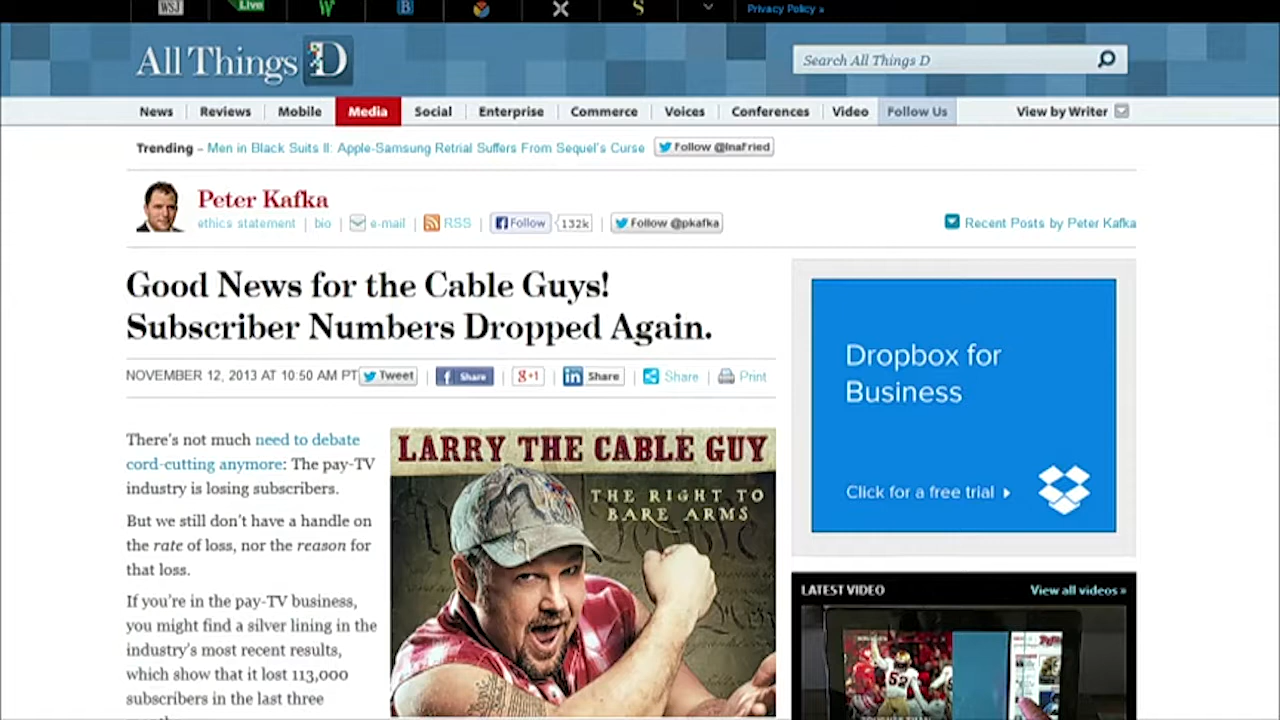 WSJ Live W B X S Privacy Policy »
All Things D
Search All Things D
News Reviews Mobile Media Social Enterprise Commerce Voices Conferences Video Follow Us View by Writer
Trending – Men in Black Suits II: Apple-Samsung Retrial Suffers From Sequel's Curse Follow @InaFried
Peter Kafka
ethics statement | bio | e-mail | RSS | Follow 132k | Follow @pkafka
Recent Posts by Peter Kafka
Good News for the Cable Guys!
Subscriber Numbers Dropped Again.
NOVEMBER 12, 2013 AT 10:50 AM PT Tweet | Share | g+1 | in Share | Share | Print
There's not much need to debate
cord-cutting anymore: The pay-TV
industry is losing subscribers.
But we still don't have a handle on
the rate of loss, nor the reason for
that loss.
If you're in the pay-TV business,
you might find a silver lining in the
industry's most recent results,
which show that it lost 113,000
subscribers in the last three
LARRY THE CABLE GUY
THE RIGHT TO
BARE ARMS
Dropbox for
Business
Click for a free trial
LATEST VIDEO View all videos »
52